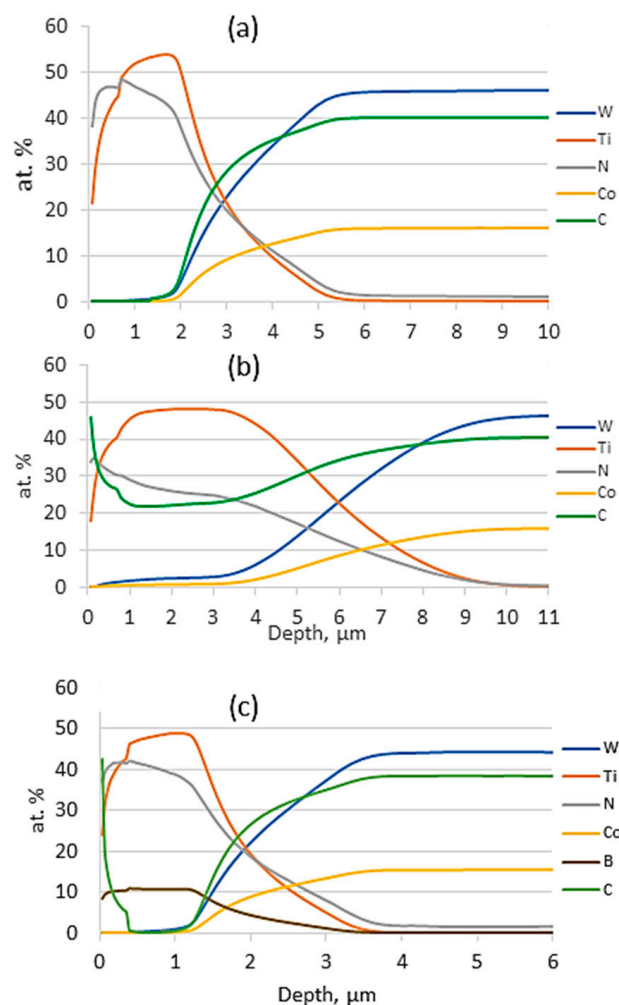 (a)
60
50
40
30
20
10
0
at. %
0 1 2 3 4 5 6 7 8 9 10
W
Ti
N
Co
C
(b)
60
50
40
30
20
10
0
at. %
0 1 2 3 4 5 6 7 8 9 10 11
Depth, μm
W
Ti
N
Co
C
(c)
60
50
40
30
20
10
0
at. %
0 1 2 3 4 5 6
Depth, μm
W
Ti
N
Co
B
C